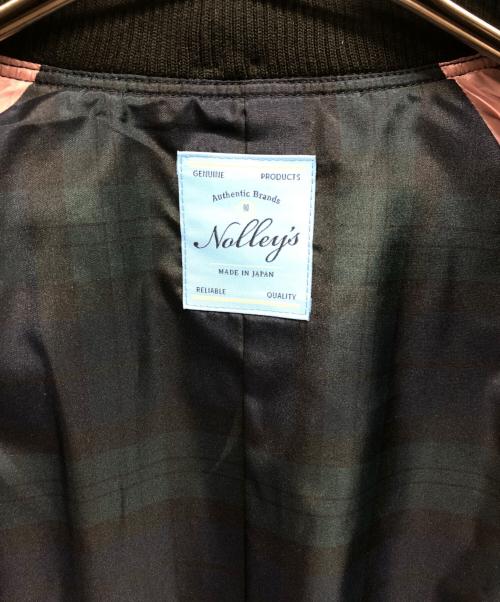 GENUINE PRODUCTS
Authentic Brands
Nolley's
MADE IN JAPAN
RELIABLE QUALITY